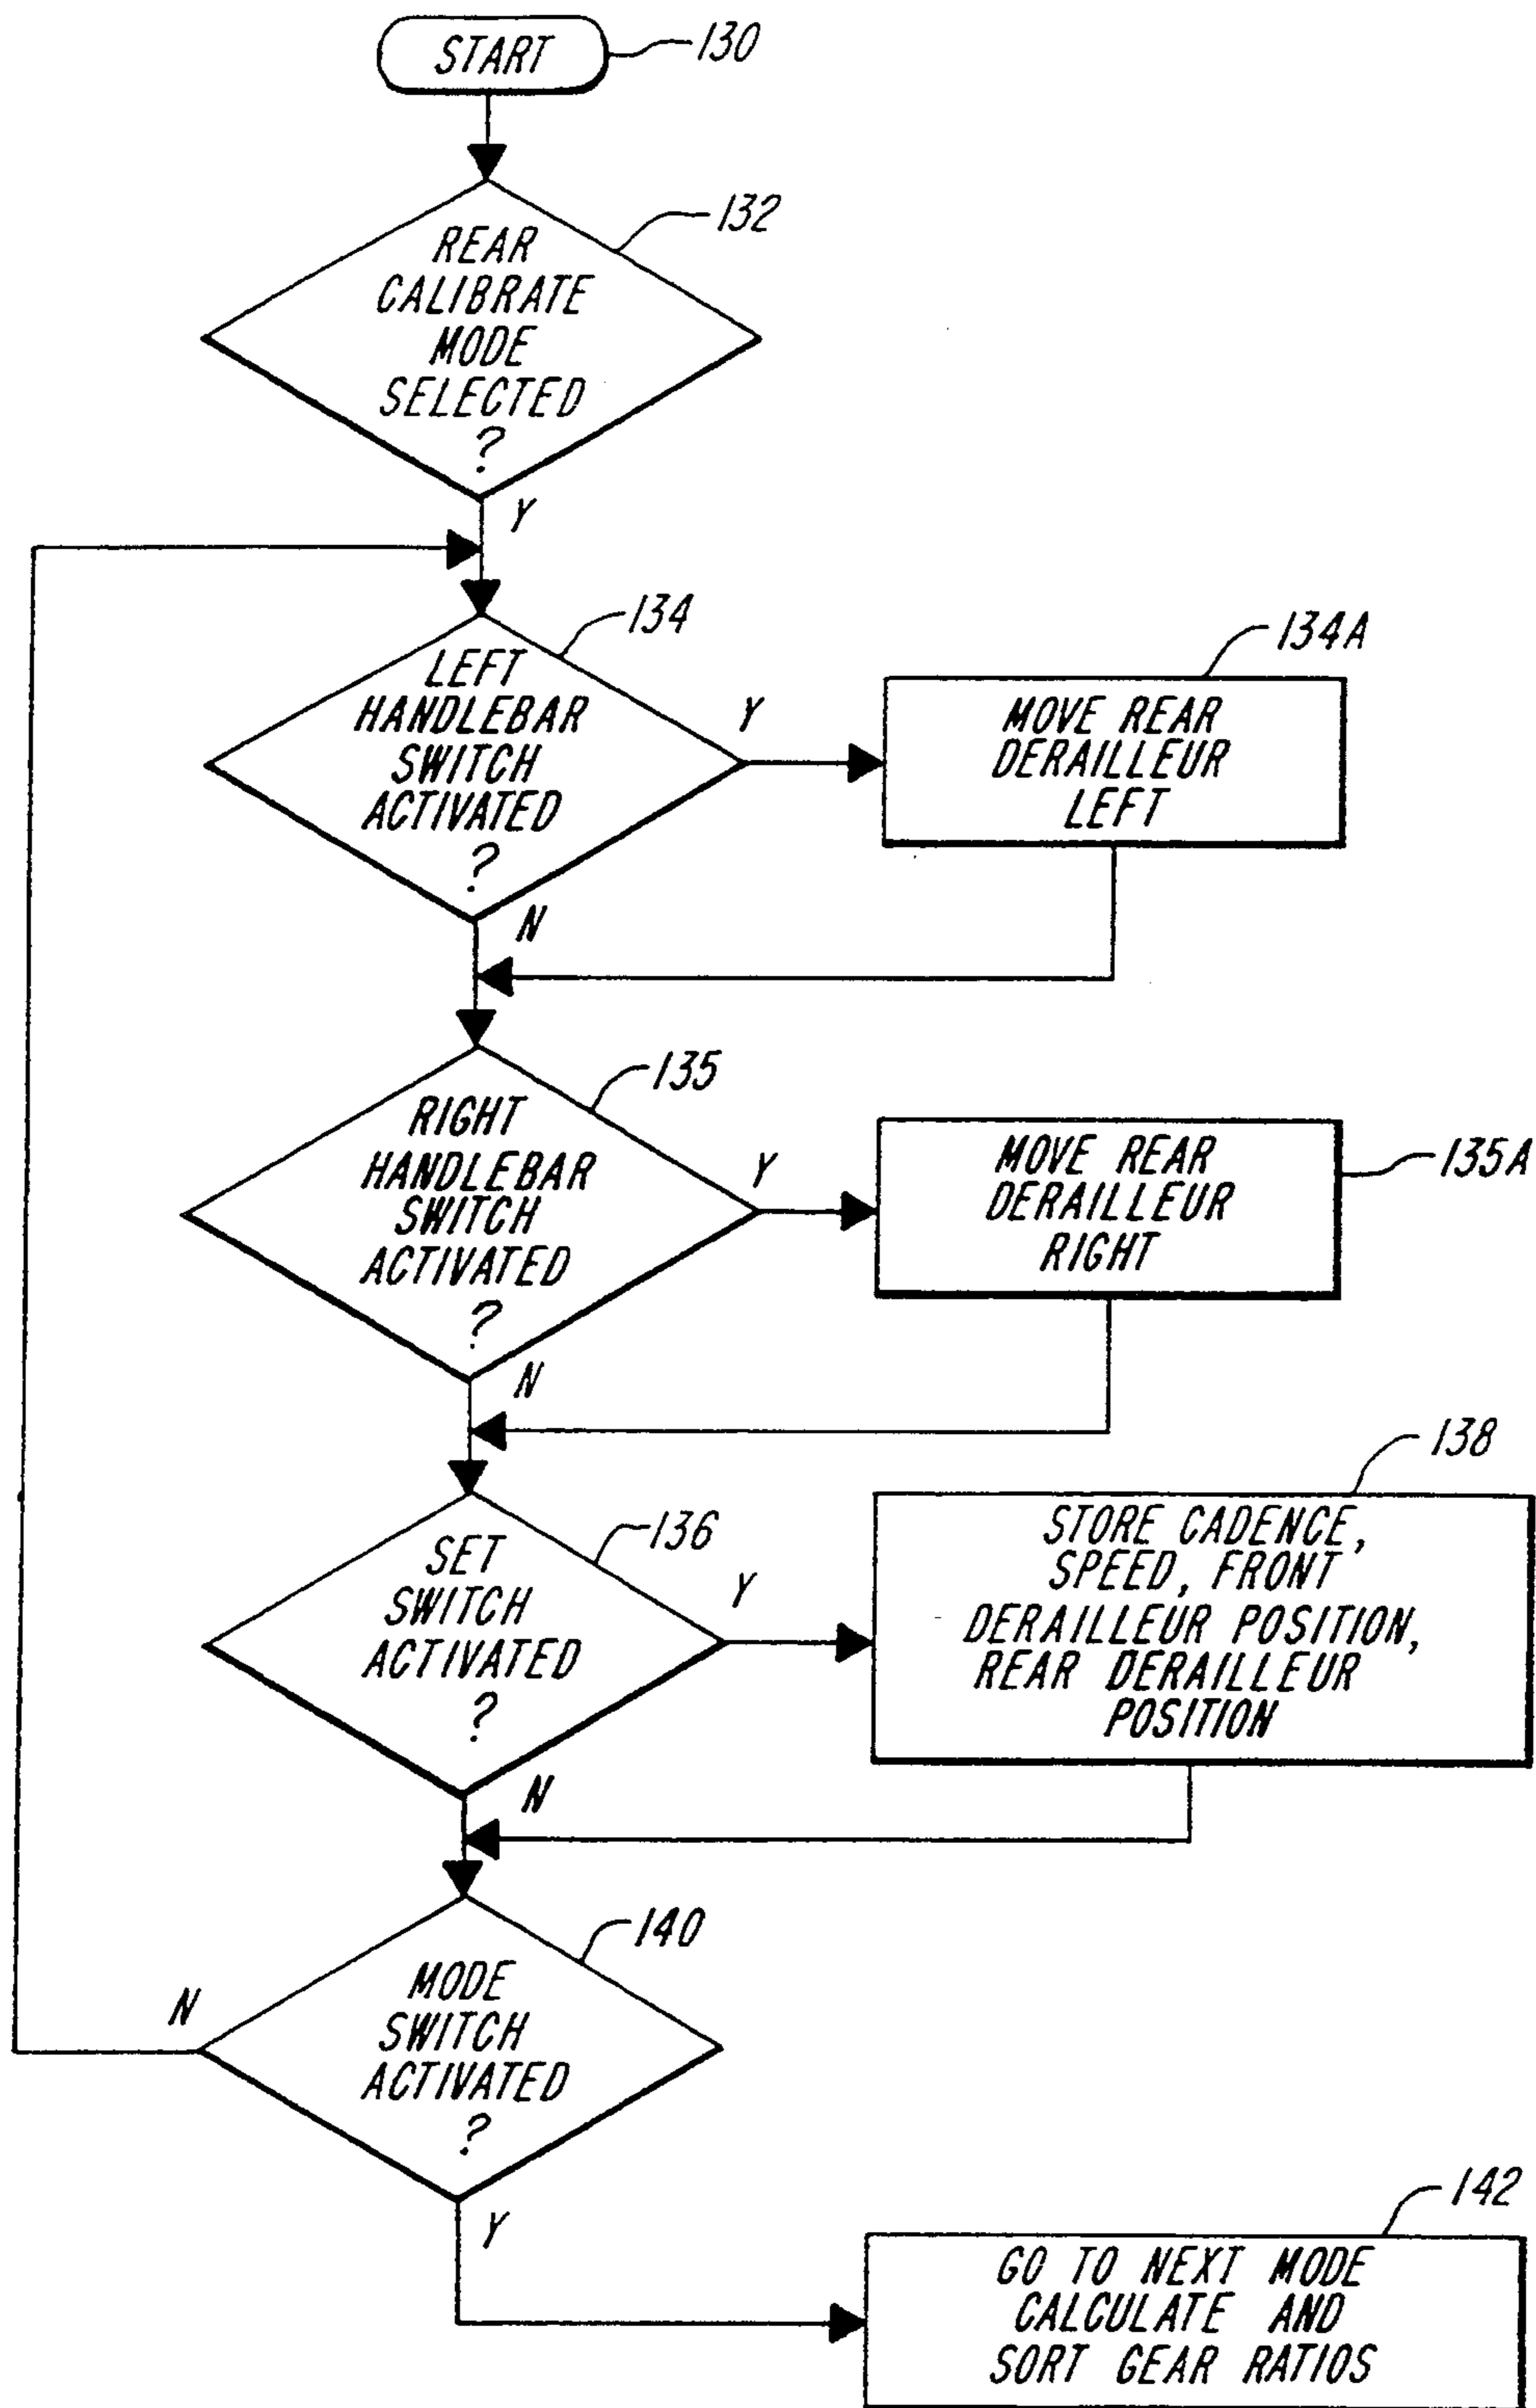 START
130
132
REAR
CALIBRATE
MODE
SELECTED
?
Y
134
LEFT
HANDLEBAR
SWITCH
ACTIVATED
?
Y
N
134A
MOVE REAR
DERAILLEUR
LEFT
135
RIGHT
HANDLEBAR
SWITCH
ACTIVATED
?
Y
N
135A
MOVE REAR
DERAILLEUR
RIGHT
136
SET
SWITCH
ACTIVATED
?
Y
N
138
STORE CADENCE,
SPEED, FRONT
DERAILLEUR POSITION,
REAR DERAILLEUR
POSITION
140
MODE
SWITCH
ACTIVATED
?
N
Y
142
GO TO NEXT MODE
CALCULATE AND
SORT GEAR RATIOS